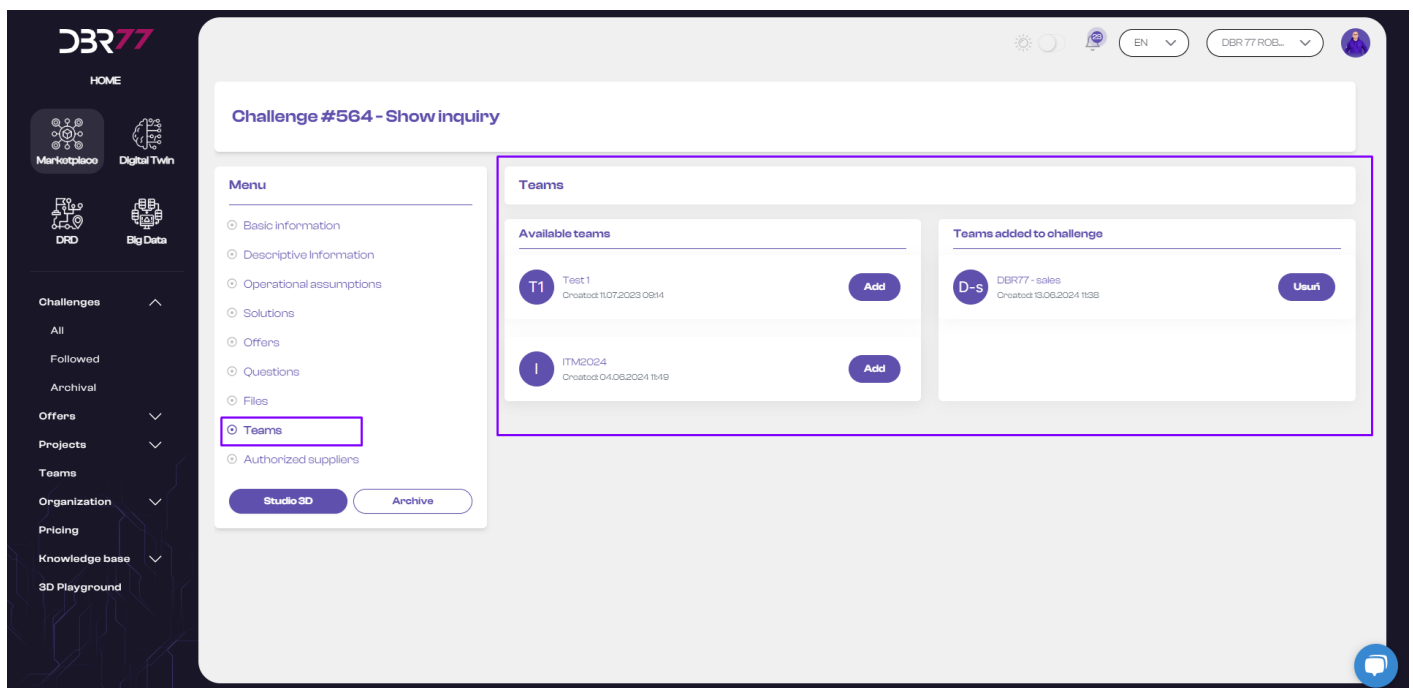 DBR77
HOME
Marketplace
Digital Twin
DRD
Big Data
Challenges
All
Followed
Archival
Offers
Projects
Teams
Organization
Pricing
Knowledge base
3D Playground
23
EN
DBR 77 ROB...
Challenge #564 - Show inquiry
Menu
Basic information
Descriptive Information
Operational assumptions
Solutions
Offers
Questions
Files
Teams
Authorized suppliers
Studio 3D
Archive
Teams
Available teams
T1
Test 1
Created: 11.07.2023 09:14
Add
I
ITM2024
Created: 04.06.2024 11:49
Add
Teams added to challenge
D-s
DBR77 - sales
Created: 13.06.2024 11:38
Usuń